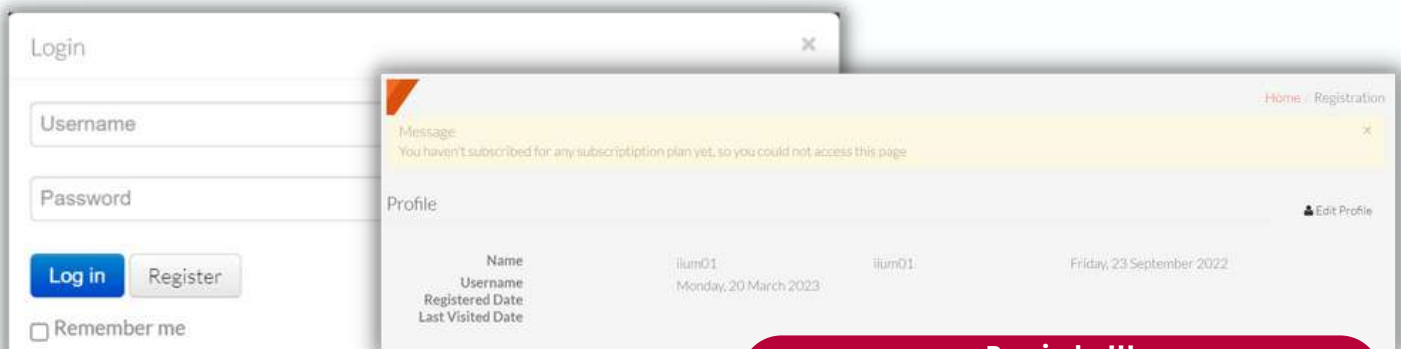 Login ×
Username
Password
Log in Register
Remember me
Home / Registration
Message ×
You haven't subscribed for any subscriptiption plan yet, so you could not access this page
Profile
Edit Profile
Name iium01 iium01 Friday, 23 September 2022
Username Monday, 20 March 2023
Registered Date
Last Visited Date